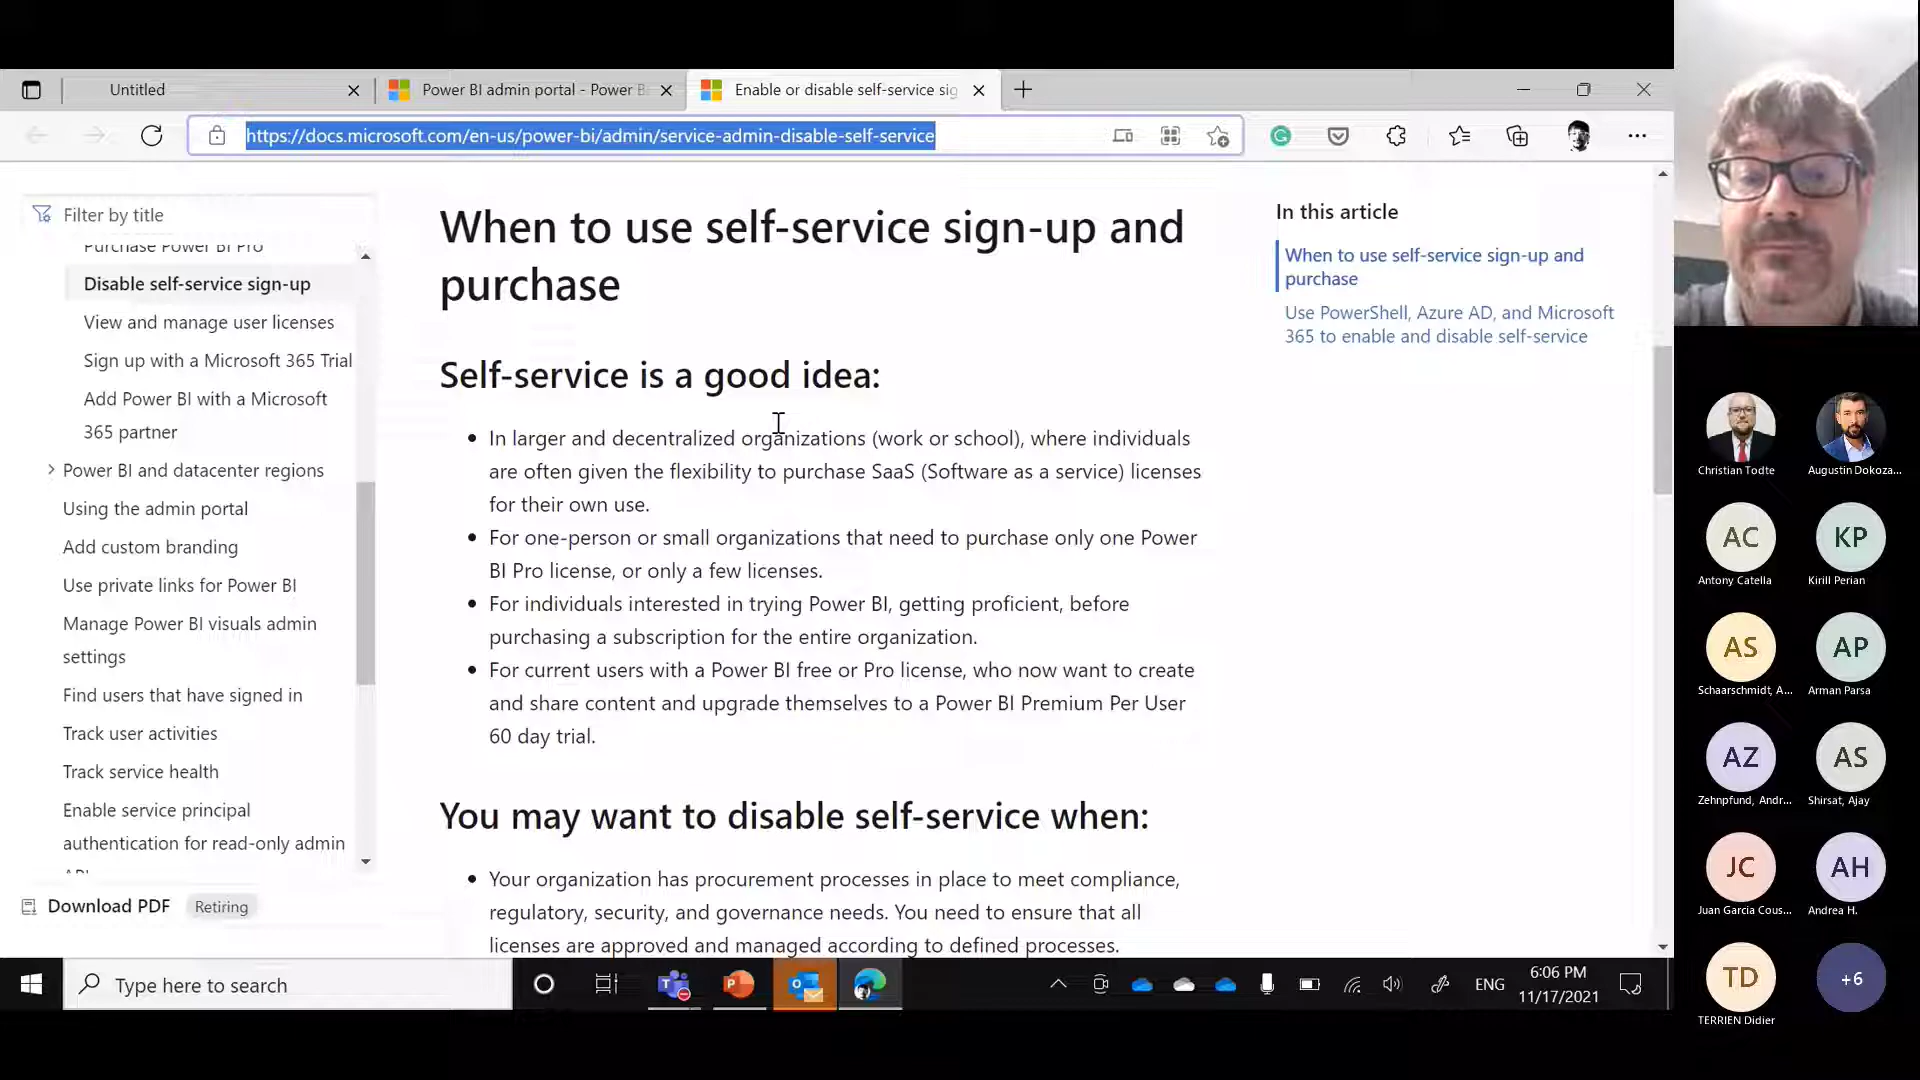 Untitled
Power BI admin portal - Power B
Enable or disable self-service sig
https://docs.microsoft.com/en-us/power-bi/admin/service-admin-disable-self-service
Filter by title
Purchase Power BI Pro
Disable self-service sign-up
View and manage user licenses
Sign up with a Microsoft 365 Trial
Add Power BI with a Microsoft
365 partner
Power BI and datacenter regions
Using the admin portal
Add custom branding
Use private links for Power BI
Manage Power BI visuals admin
settings
Find users that have signed in
Track user activities
Track service health
Enable service principal
authentication for read-only admin
Download PDF
Retiring
When to use self-service sign-up and
purchase
Self-service is a good idea:
In larger and decentralized organizations (work or school), where individuals
are often given the flexibility to purchase SaaS (Software as a service) licenses
for their own use.
For one-person or small organizations that need to purchase only one Power
BI Pro license, or only a few licenses.
For individuals interested in trying Power BI, getting proficient, before
purchasing a subscription for the entire organization.
For current users with a Power BI free or Pro license, who now want to create
and share content and upgrade themselves to a Power BI Premium Per User
60 day trial.
You may want to disable self-service when:
Your organization has procurement processes in place to meet compliance,
regulatory, security, and governance needs. You need to ensure that all
licenses are approved and managed according to defined processes.
In this article
When to use self-service sign-up and
purchase
Use PowerShell, Azure AD, and Microsoft
365 to enable and disable self-service
Type here to search
ENG
6:06 PM
11/17/2021
Christian Todte
Augustin Dokoza...
AC
Antony Catella
KP
Kirill Perian
AS
Schaarschmidt, A...
AP
Arman Parsa
AZ
Zehnpfund, Andr...
AS
Shirsat, Ajay
JC
Juan Garcia Cous...
AH
Andrea H.
TD
TERRIEN Didier
+6